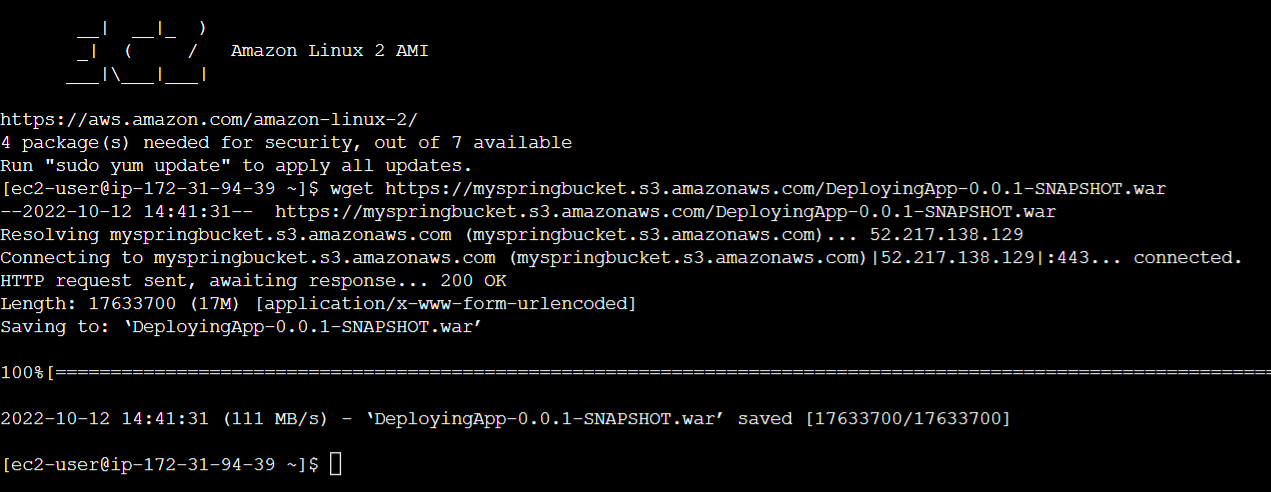 __|  __|_  )
       _|  (     /   Amazon Linux 2 AMI
      ___|\___|___|
https://aws.amazon.com/amazon-linux-2/
4 package(s) needed for security, out of 7 available
Run "sudo yum update" to apply all updates.
[ec2-user@ip-172-31-94-39 ~]$ wget https://myspringbucket.s3.amazonaws.com/DeployingApp-0.0.1-SNAPSHOT.war
--2022-10-12 14:41:31--  https://myspringbucket.s3.amazonaws.com/DeployingApp-0.0.1-SNAPSHOT.war
Resolving myspringbucket.s3.amazonaws.com (myspringbucket.s3.amazonaws.com)... 52.217.138.129
Connecting to myspringbucket.s3.amazonaws.com (myspringbucket.s3.amazonaws.com)|52.217.138.129|:443... connected.
HTTP request sent, awaiting response... 200 OK
Length: 17633700 (17M) [application/x-www-form-urlencoded]
Saving to: ‘DeployingApp-0.0.1-SNAPSHOT.war’
100%[===============================================================================================================
2022-10-12 14:41:31 (111 MB/s) - ‘DeployingApp-0.0.1-SNAPSHOT.war’ saved [17633700/17633700]
[ec2-user@ip-172-31-94-39 ~]$